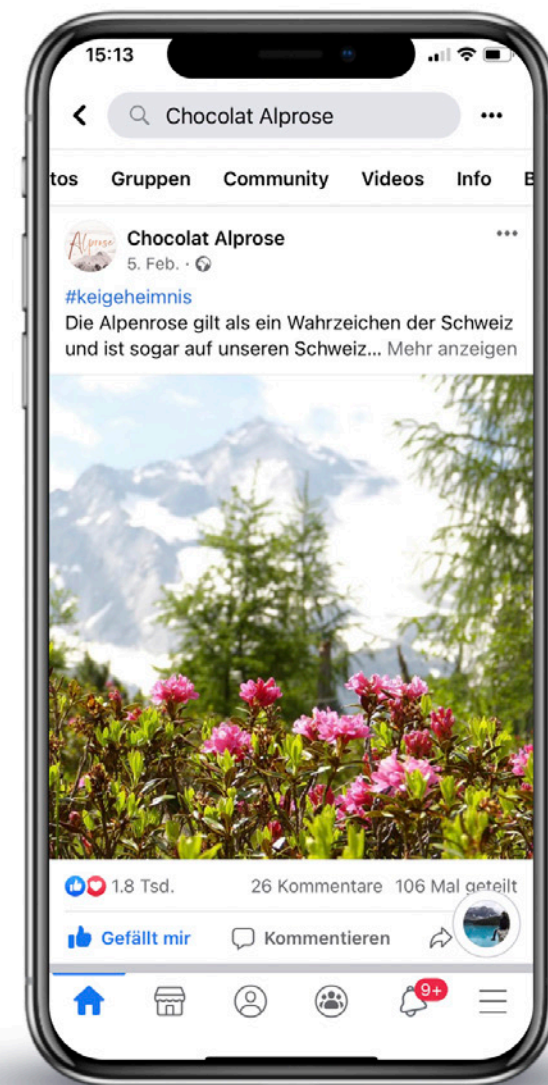 15:13
Chocolat Alprose
•••
tos Gruppen Community Videos Info B
Alprose
Chocolat Alprose
5. Feb. ·
•••
#keigeheimnis
Die Alpenrose gilt als ein Wahrzeichen der Schweiz
und ist sogar auf unseren Schweiz... Mehr anzeigen
1.8 Tsd. 26 Kommentare 106 Mal geteilt
Gefällt mir Kommentieren
9+